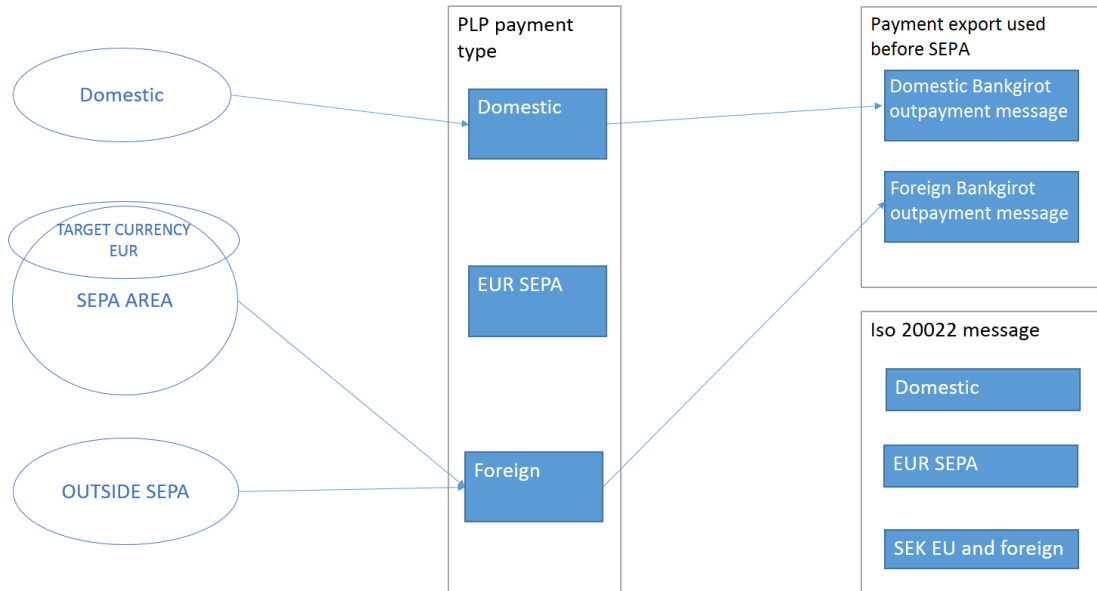 Domestic
TARGET CURRENCY
EUR
SEPA AREA
OUTSIDE SEPA
PLP payment
type
Domestic
EUR SEPA
Foreign
Payment export used
before SEPA
Domestic Bankgirot
outpayment message
Foreign Bankgirot
outpayment message
Iso 20022 message
Domestic
EUR SEPA
SEK EU and foreign